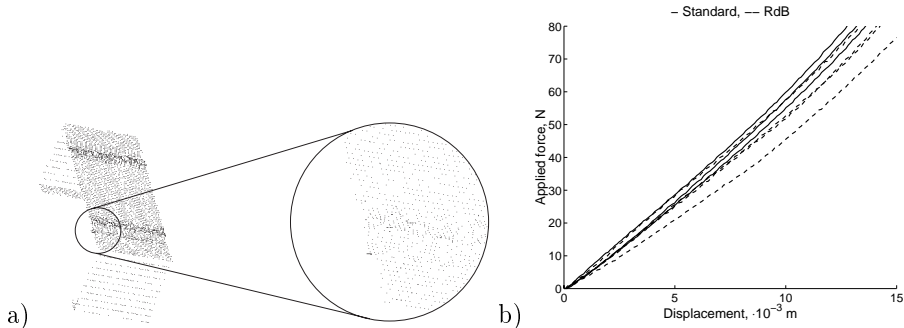 – Standard, –– RdB
80
70
60
50
40
30
20
10
0
Applied force, N
0
5
10
15
Displacement, ·10⁻³ m
a)
b)